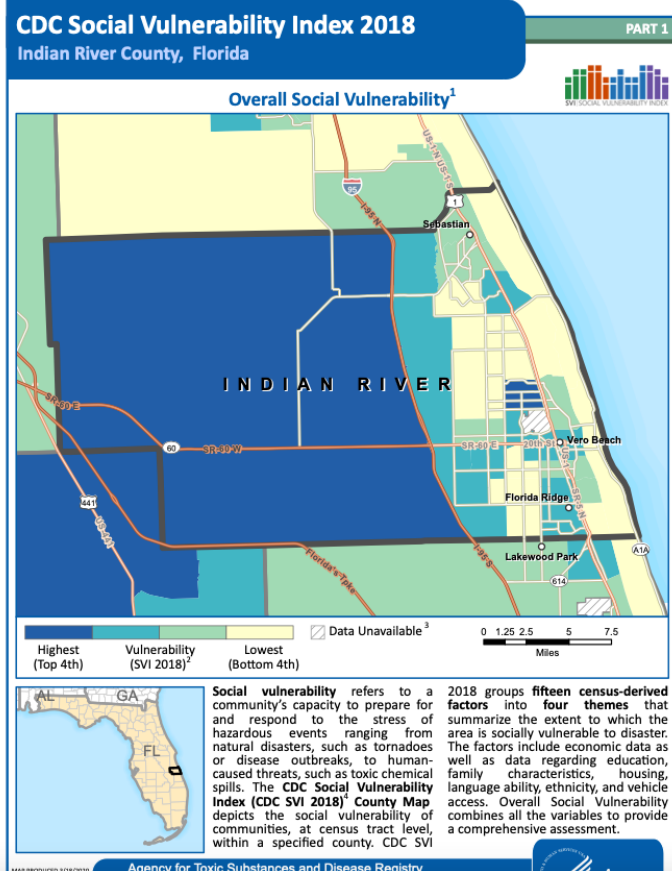 CDC Social Vulnerability Index 2018
PART 1
Indian River County, Florida
SVI SOCIAL VULNERABILITY INDEX
Overall Social Vulnerability1
US-1 N US-1 S
95
I-95 N
1
Sebastian
INDIAN RIVER
SR-60 E
60
SR-60 W
SR-60 E
20th St
Vero Beach
US-1
441
US-441
Florida Ridge
SR-5 N
Lakewood Park
A1A
Florida's Tpke
I-95 S
614
Highest
(Top 4th)
Vulnerability
(SVI 2018)2
Lowest
(Bottom 4th)
Data Unavailable3
0 1.25 2.5 5 7.5
Miles
AL
GA
FL
Social vulnerability refers to a
community's capacity to prepare for
and respond to the stress of
hazardous events ranging from
natural disasters, such as tornadoes
or disease outbreaks, to human-
caused threats, such as toxic chemical
spills. The CDC Social Vulnerability
Index (CDC SVI 2018)4 County Map
depicts the social vulnerability of
communities, at census tract level,
within a specified county. CDC SVI
2018 groups fifteen census-derived
factors into four themes that
summarize the extent to which the
area is socially vulnerable to disaster.
The factors include economic data as
well as data regarding education,
family characteristics, housing,
language ability, ethnicity, and vehicle
access. Overall Social Vulnerability
combines all the variables to provide
a comprehensive assessment.
Agency for Toxic Substances and Disease Registry